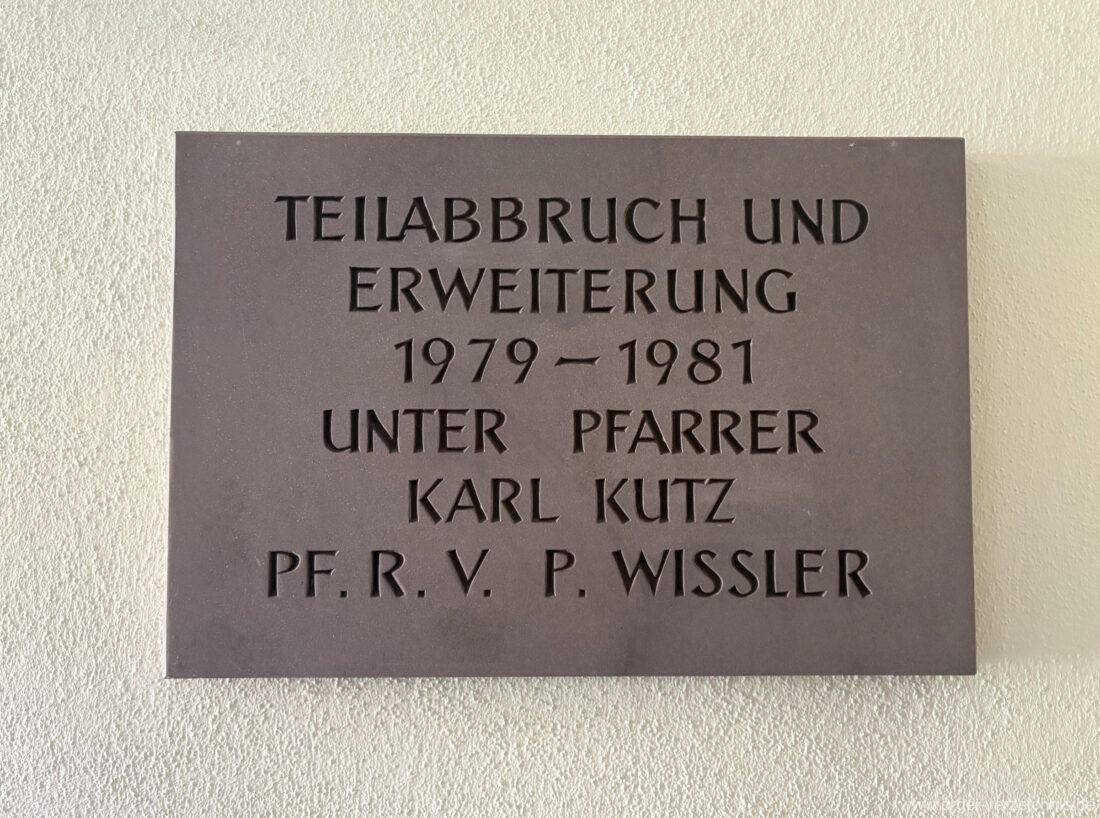 TEILABBRUCH UND
ERWEITERUNG
1979 – 1981
UNTER PFARRER
KARL KUTZ
PF. R. V. P. WISSLER